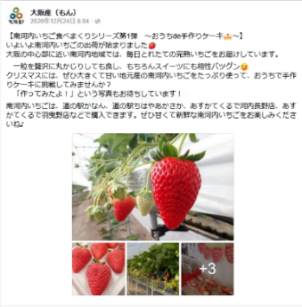 大阪産（もん）
2020年12月24日 8:04
【南河内いちご食べまくりシリーズ第1弾　〜おうちde手作りケーキ🍰〜】
いよいよ南河内いちごの出荷が始まりました🍓
大阪の中心部に近い南河内地域では、毎日とれたての完熟いちごをお届けしています。
一粒を贅沢に丸かじりしても良し、もちろんスイーツにも相性バツグン😋
クリスマスには、ぜひ大きくて甘い地元産の南河内いちごをたっぷり使って、おうちで手作
りケーキに挑戦してみませんか？
「作ってみたよ！」という写真もお待ちしています！
南河内いちごは、道の駅かなん、道の駅ちはやあかさか、あすかてくるで河内長野店、あす
かてくるで羽曳野店などで購入できます。ぜひ甘くて新鮮な南河内いちごをお楽しみくださ
いね♪
+3